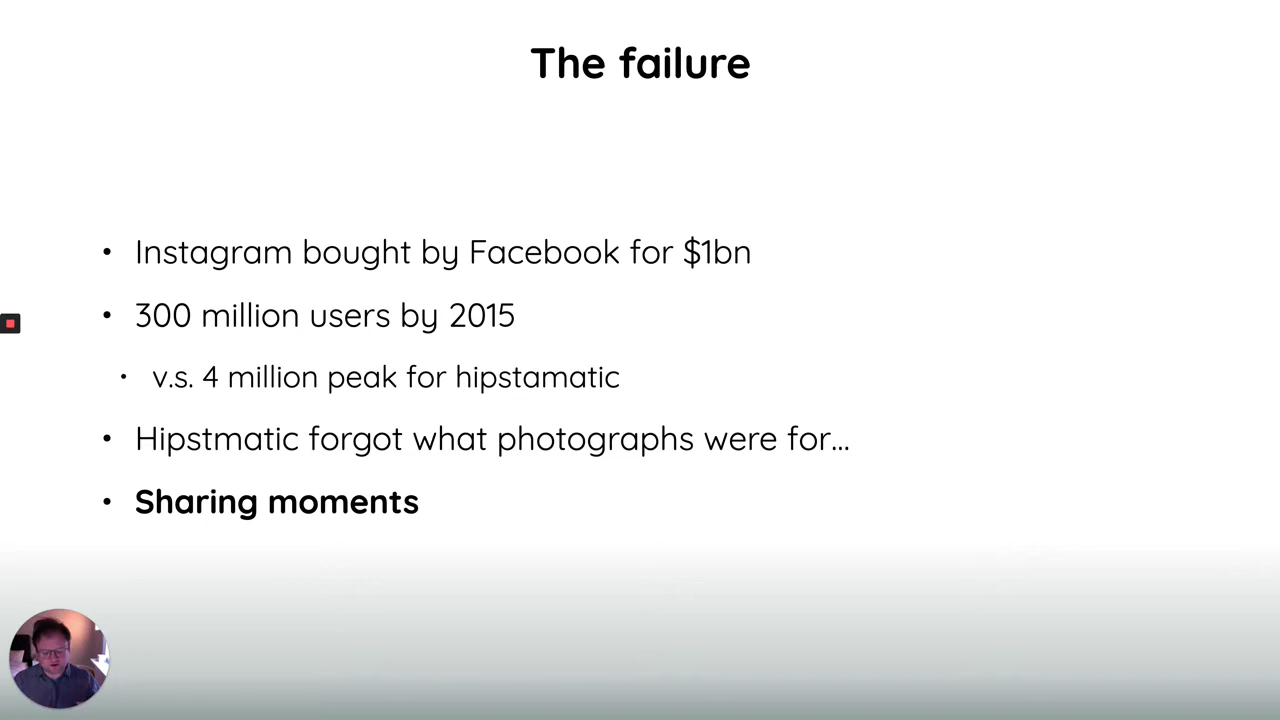 The failure
• Instagram bought by Facebook for $1bn
• 300 million users by 2015
• v.s. 4 million peak for hipstamatic
• Hipstmatic forgot what photographs were for...
• Sharing moments